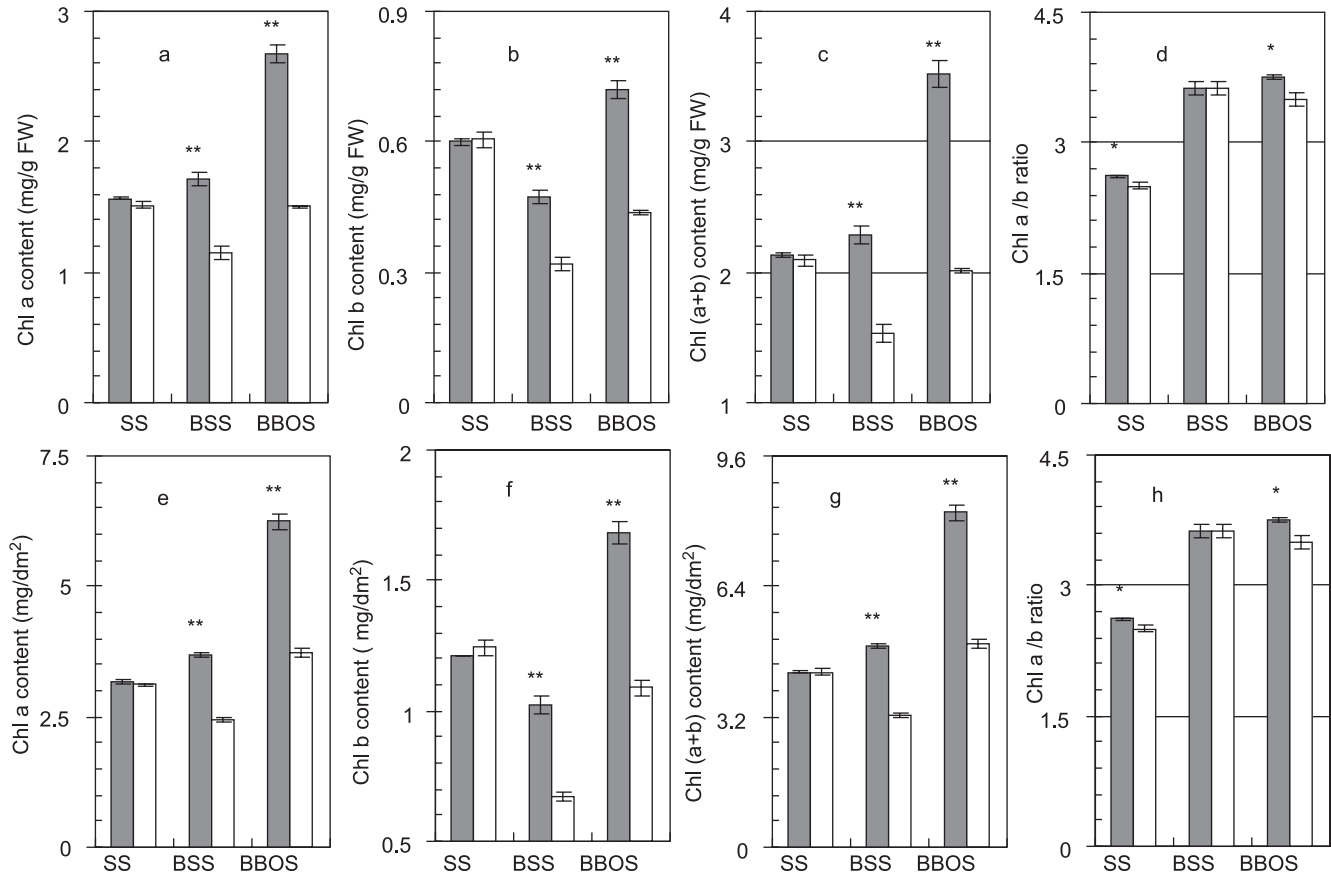 Chl a content (mg/g FW)
3
2
1
0
a
**
**
SS BSS BBOS
Chl b content (mg/g FW)
0.9
0.6
0.3
0
b
**
**
SS BSS BBOS
Chl (a+b) content (mg/g FW)
4
3
2
1
c
**
**
SS BSS BBOS
Chl a /b ratio
4.5
3
1.5
0
d
*
*
SS BSS BBOS
Chl a content (mg/dm²)
7.5
5
2.5
0
e
**
**
SS BSS BBOS
Chl b content ( mg/dm²)
2
1.5
1
0.5
f
**
**
SS BSS BBOS
Chl (a+b) content (mg/dm²)
9.6
6.4
3.2
0
g
**
**
SS BSS BBOS
Chl a /b ratio
4.5
3
1.5
0
h
*
*
SS BSS BBOS